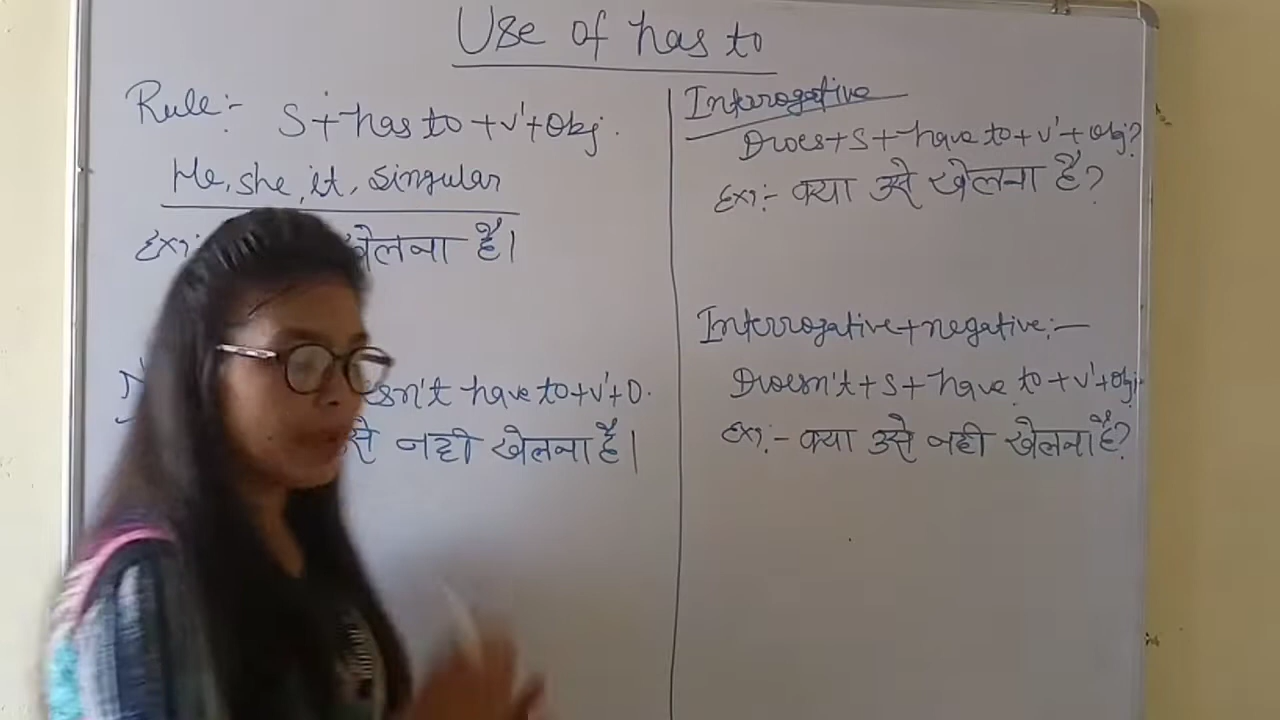 Use of has to
Rule:- S+has to+v'+Obj.
He, she, it, singular
Ex:- खेलना है।
esn't have to+v'+O.
से नही खेलना है।
Interrogative
Does+S+have to+v'+Obj?
Ex:- क्या उसे खेलना है?
Interrogative+negative:-
Doesn't+S+have to+v'+Obj.
Ex:- क्या उसे नही खेलना है?